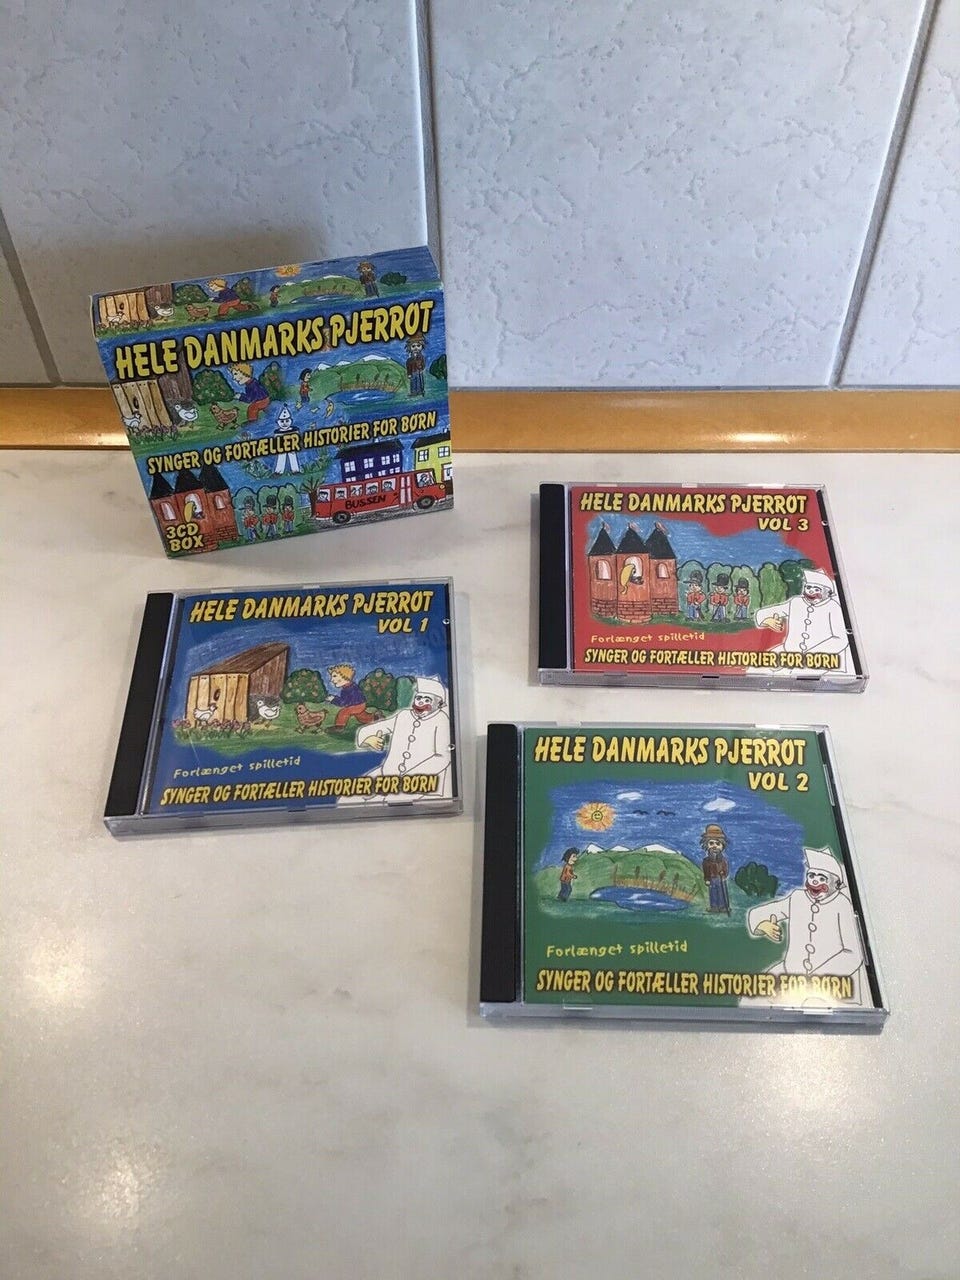 HELE DANMARKS PJERROT
SYNGER OG FORTÆLLER HISTORIER FOR BØRN
BUSSEN
3CD
BOX
HELE DANMARKS PJERROT
VOL 3
Forlænget spilletid
SYNGER OG FORTÆLLER HISTORIER FOR BØRN
HELE DANMARKS PJERROT
VOL 1
Forlænget spilletid
SYNGER OG FORTÆLLER HISTORIER FOR BØRN
HELE DANMARKS PJERROT
VOL 2
Forlænget spilletid
SYNGER OG FORTÆLLER HISTORIER FOR BØRN